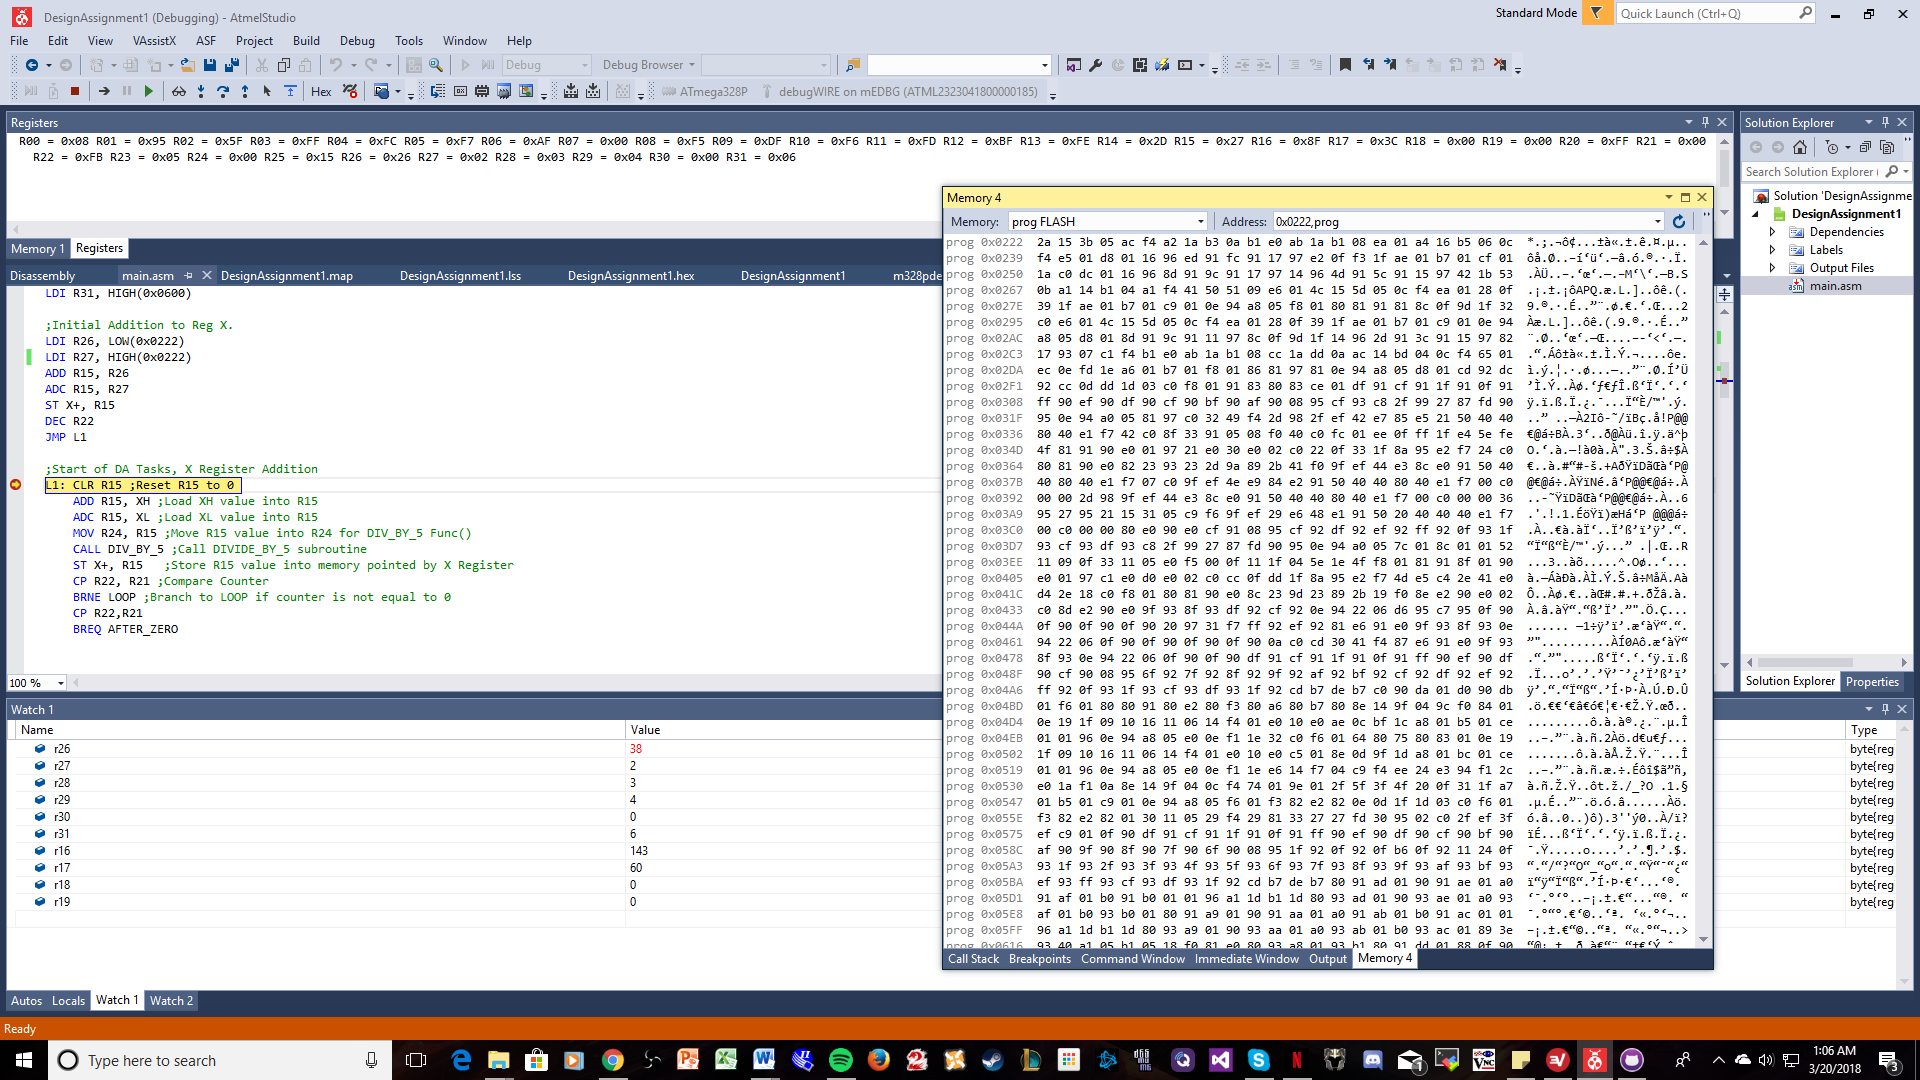 DesignAssignment1 (Debugging) - AtmelStudio
Standard Mode
Quick Launch (Ctrl+Q)
File Edit View VAssistX ASF Project Build Debug Tools Window Help
Debug
Debug Browser
Hex
ATmega328P
debugWIRE on mEDBG (ATML2323041800000185)
Registers
R00 = 0x08 R01 = 0x95 R02 = 0x5F R03 = 0xFF R04 = 0xFC R05 = 0xF7 R06 = 0xAF R07 = 0x00 R08 = 0xF5 R09 = 0xDF R10 = 0xF6 R11 = 0xFD R12 = 0xBF R13 = 0xFE R14 = 0x2D R15 = 0x27 R16 = 0x8F R17 = 0x3C R18 = 0x00 R19 = 0x00 R20 = 0xFF R21 = 0x00
R22 = 0xFB R23 = 0x05 R24 = 0x00 R25 = 0x15 R26 = 0x26 R27 = 0x02 R28 = 0x03 R29 = 0x04 R30 = 0x00 R31 = 0x06
Memory 1 Registers
Disassembly main.asm DesignAssignment1.map DesignAssignment1.lss DesignAssignment1.hex DesignAssignment1 m328pde
LDI R31, HIGH(0x0600)
;Initial Addition to Reg X.
LDI R26, LOW(0x0222)
LDI R27, HIGH(0x0222)
ADD R15, R26
ADC R15, R27
ST X+, R15
DEC R22
JMP L1
;Start of DA Tasks, X Register Addition
L1: CLR R15 ;Reset R15 to 0
ADD R15, XH ;Load XH value into R15
ADC R15, XL ;Load XL value into R15
MOV R24, R15 ;Move R15 value into R24 for DIV_BY_5 Func()
CALL DIV_BY_5 ;Call DIVIDE_BY_5 subroutine
ST X+, R15 ;Store R15 value into memory pointed by X Register
CP R22, R21 ;Compare Counter
BRNE LOOP ;Branch to LOOP if counter is not equal to 0
CP R22,R21
BREQ AFTER_ZERO
100 %
Memory 4
Memory: prog FLASH
Address: 0x0222,prog
prog 0x0222 2a 15 3b 05 ac f4 a2 1a b3 0a b1 e0 ab 1a b1 08 ea 01 a4 16 b5 06 0c
prog 0x0239 f4 e5 01 d8 01 16 96 ed 91 fc 91 17 97 e2 0f f3 1f ae 01 b7 01 cf 01
prog 0x0250 1a c0 dc 01 16 96 8d 91 9c 91 17 97 14 96 4d 91 5c 91 15 97 42 1b 53
prog 0x0267 0b a1 14 b1 04 a1 f4 41 50 51 09 e6 01 4c 15 5d 05 0c f4 ea 01 28 0f
prog 0x027E 39 1f ae 01 b7 01 c9 01 0e 94 a8 05 f8 01 80 81 91 81 8c 0f 9d 1f 32
prog 0x0295 c0 e6 01 4c 15 5d 05 0c f4 ea 01 28 0f 39 1f ae 01 b7 01 c9 01 0e 94
prog 0x02AC a8 05 d8 01 8d 91 9c 91 11 97 8c 0f 9d 1f 14 96 2d 91 3c 91 15 97 82
prog 0x02C3 17 93 07 c1 f4 b1 e0 ab 1a b1 08 cc 1a dd 0a ac 14 bd 04 0c f4 65 01
prog 0x02DA ec 0e fd 1e a6 01 b7 01 f8 01 86 81 97 81 0e 94 a8 05 d8 01 cd 92 dc
prog 0x02F1 92 cc 0d dd 1d 03 c0 f8 01 91 83 80 83 ce 01 df 91 cf 91 1f 91 0f 91
prog 0x0308 ff 90 ef 90 df 90 cf 90 bf 90 af 90 08 95 cf 93 c8 2f 99 27 87 fd 90
prog 0x031F 95 0e 94 a0 05 81 97 c0 32 49 f4 2d 98 2f ef 42 e7 85 e5 21 50 40 40
prog 0x0336 80 40 e1 f7 42 c0 8f 33 91 05 08 f0 40 c0 fc 01 ee 0f ff 1f e4 5e fe
prog 0x034D 4f 81 91 90 e0 01 97 21 e0 30 e0 02 c0 22 0f 33 1f 8a 95 e2 f7 24 c0
prog 0x0364 80 81 90 e0 82 23 93 23 2d 9a 89 2b 41 f0 9f ef 44 e3 8c e0 91 50 40
prog 0x037B 40 80 40 e1 f7 07 c0 9f ef 4e e9 84 e2 91 50 40 40 80 40 e1 f7 00 c0
prog 0x0392 00 00 2d 98 9f ef 44 e3 8c e0 91 50 40 40 80 40 e1 f7 00 c0 00 00 36
prog 0x03A9 95 27 95 21 15 31 05 c9 f6 9f ef 29 e6 48 e1 91 50 20 40 40 40 e1 f7
prog 0x03C0 00 c0 00 00 80 e0 90 e0 cf 91 08 95 cf 92 df 92 ef 92 ff 92 0f 93 1f
prog 0x03D7 93 cf 93 df 93 c8 2f 99 27 87 fd 90 95 0e 94 a0 05 7c 01 8c 01 01 52
prog 0x03EE 11 09 0f 33 11 05 e0 f5 00 0f 11 1f 04 5e 1e 4f f8 01 81 91 8f 01 90
prog 0x0405 e0 01 97 c1 e0 d0 e0 02 c0 cc 0f dd 1f 8a 95 e2 f7 4d e5 c4 2e 41 e0
prog 0x041C d4 2e 18 c0 f8 01 80 81 90 e0 8c 23 9d 23 89 2b 19 f0 8e e2 90 e0 02
prog 0x0433 c0 8d e2 90 e0 9f 93 8f 93 df 92 cf 92 0e 94 22 06 d6 95 c7 95 0f 90
prog 0x044A 0f 90 0f 90 0f 90 20 97 31 f7 ff 92 ef 92 81 e6 91 e0 9f 93 8f 93 0e
prog 0x0461 94 22 06 0f 90 0f 90 0f 90 0f 90 0a c0 cd 30 41 f4 87 e6 91 e0 9f 93
prog 0x0478 8f 93 0e 94 22 06 0f 90 0f 90 df 91 cf 91 1f 91 0f 91 ff 90 ef 90 df
prog 0x048F 90 cf 90 08 95 6f 92 7f 92 8f 92 9f 92 af 92 bf 92 cf 92 df 92 ef 92
prog 0x04A6 ff 92 0f 93 1f 93 cf 93 df 93 1f 92 cd b7 de b7 c0 90 da 01 d0 90 db
prog 0x04BD 01 f6 01 80 80 91 80 e2 80 f3 80 a6 80 b7 80 8e 14 9f 04 9c f0 84 01
prog 0x04D4 0e 19 1f 09 10 16 11 06 14 f4 01 e0 10 e0 ae 0c bf 1c a8 01 b5 01 ce
prog 0x04EB 01 01 96 0e 94 a8 05 e0 0e f1 1e 32 c0 f6 01 64 80 75 80 83 01 0e 19
prog 0x0502 1f 09 10 16 11 06 14 f4 01 e0 10 e0 c5 01 8e 0d 9f 1d a8 01 bc 01 ce
prog 0x0519 01 01 96 0e 94 a8 05 e0 0e f1 1e e6 14 f7 04 c9 f4 ee 24 e3 94 f1 2c
prog 0x0530 e0 1a f1 0a 8e 14 9f 04 0c f4 74 01 9e 01 2f 5f 3f 4f 20 0f 31 1f a7
prog 0x0547 01 b5 01 c9 01 0e 94 a8 05 f6 01 f3 82 e2 82 0e 0d 1f 1d 03 c0 f6 01
prog 0x055E f3 82 e2 82 01 30 11 05 29 f4 29 81 33 27 27 fd 30 95 02 c0 2f ef 3f
prog 0x0575 ef c9 01 0f 90 df 91 cf 91 1f 91 0f 91 ff 90 ef 90 df 90 cf 90 bf 90
prog 0x058C af 90 9f 90 8f 90 7f 90 6f 90 08 95 1f 92 0f 92 0f b6 0f 92 11 24 0f
prog 0x05A3 93 1f 93 2f 93 3f 93 4f 93 5f 93 6f 93 7f 93 8f 93 9f 93 af 93 bf 93
prog 0x05BA ef 93 ff 93 cf 93 df 93 1f 92 cd b7 de b7 80 91 ad 01 90 91 ae 01 a0
prog 0x05D1 91 af 01 b0 91 b0 01 01 96 a1 1d b1 1d 80 93 ad 01 90 93 ae 01 a0 93
prog 0x05E8 af 01 b0 93 b0 01 80 91 a9 01 90 91 aa 01 a0 91 ab 01 b0 91 ac 01 01
prog 0x05FF 96 a1 1d b1 1d 80 93 a9 01 90 93 aa 01 a0 93 ab 01 b0 93 ac 01 89 3e
prog 0x0616 93 40 a1 05 b1 05 18 f0 81 e0 80 93 a8 01 93 b1 80 91 dd 01 88 0f 90
Call Stack Breakpoints Command Window Immediate Window Output Memory 4
Solution Explorer
Search Solution Explorer (
Solution 'DesignAssignme
DesignAssignment1
Dependencies
Labels
Output Files
main.asm
Solution Explorer Properties
Watch 1
Name Value Type
r26 38 byte{reg
r27 2 byte{reg
r28 3 byte{reg
r29 4 byte{reg
r30 0 byte{reg
r31 6 byte{reg
r16 143 byte{reg
r17 60 byte{reg
r18 0 byte{reg
r19 0 byte{reg
Autos Locals Watch 1 Watch 2
Ready
Type here to search
1:06 AM
3/20/2018